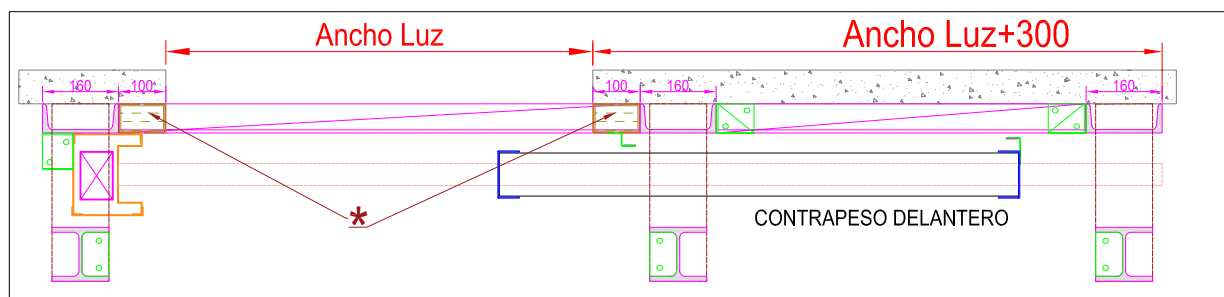 Ancho Luz
Ancho Luz+300
160 100 100 160 160
*
CONTRAPESO DELANTERO